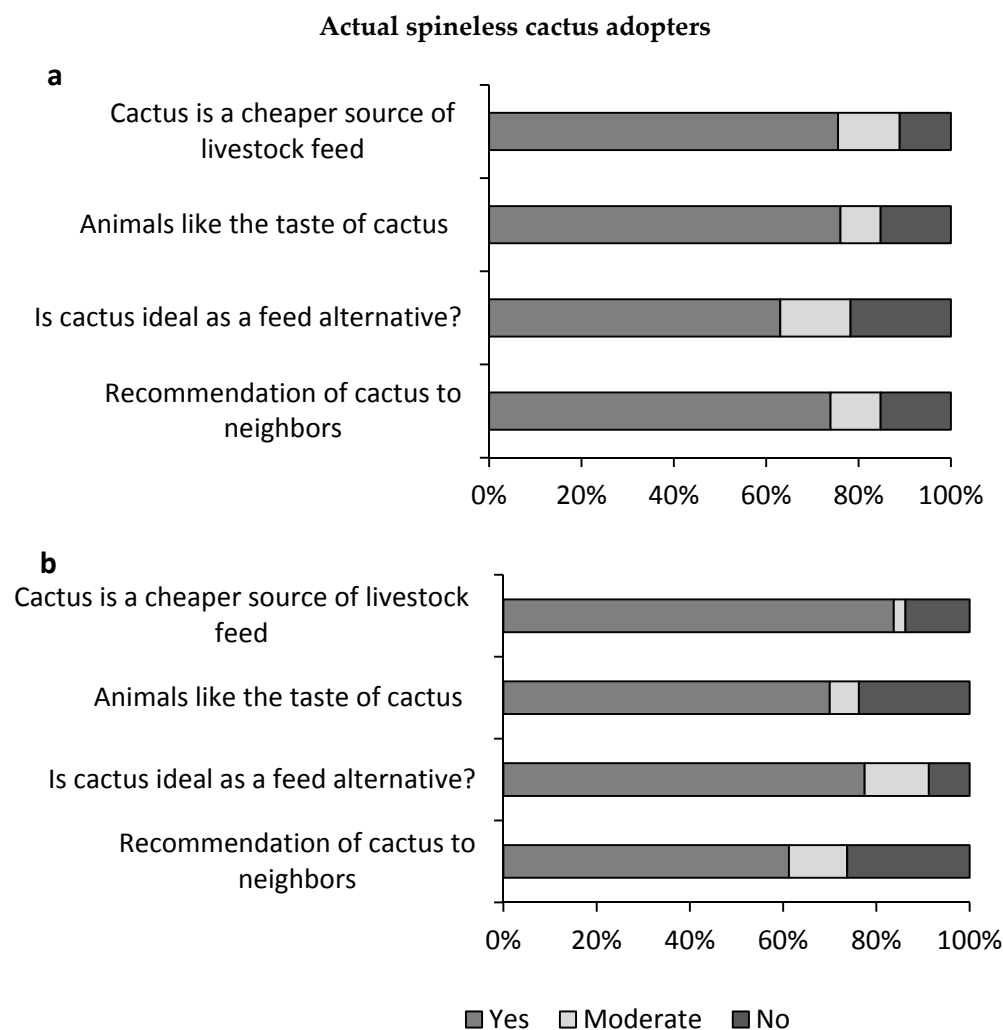 Actual spineless cactus adopters
a
Cactus is a cheaper source of
livestock feed
Animals like the taste of cactus
Is cactus ideal as a feed alternative?
Recommendation of cactus to
neighbors
0% 20% 40% 60% 80% 100%
b
Cactus is a cheaper source of livestock
feed
Animals like the taste of cactus
Is cactus ideal as a feed alternative?
Recommendation of cactus to
neighbors
0% 20% 40% 60% 80% 100%
Yes Moderate No